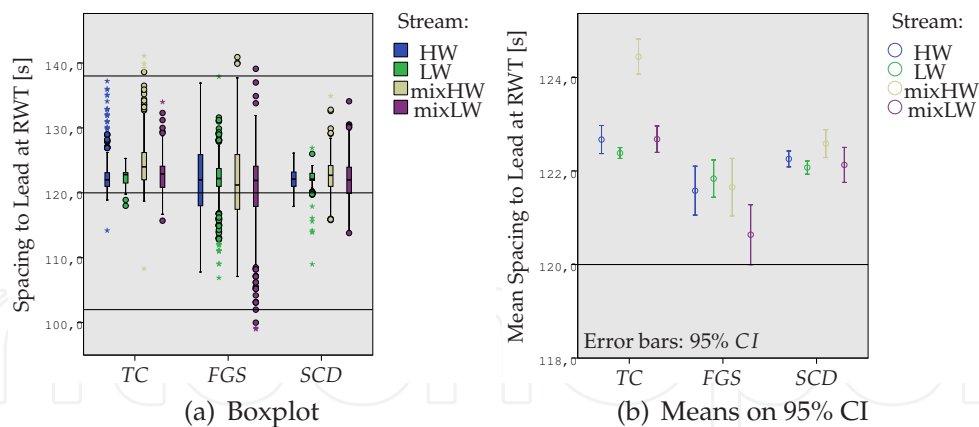 Spacing to Lead at RWT [s]
140,0
130,0
120,0
110,0
100,0
TC FGS SCD
Stream:
HW
LW
mixHW
mixLW
(a) Boxplot
Mean Spacing to Lead at RWT [s]
124,0
122,0
120,0
118,0
Error bars: 95% CI
TC FGS SCD
Stream:
HW
LW
mixHW
mixLW
(b) Means on 95% CI